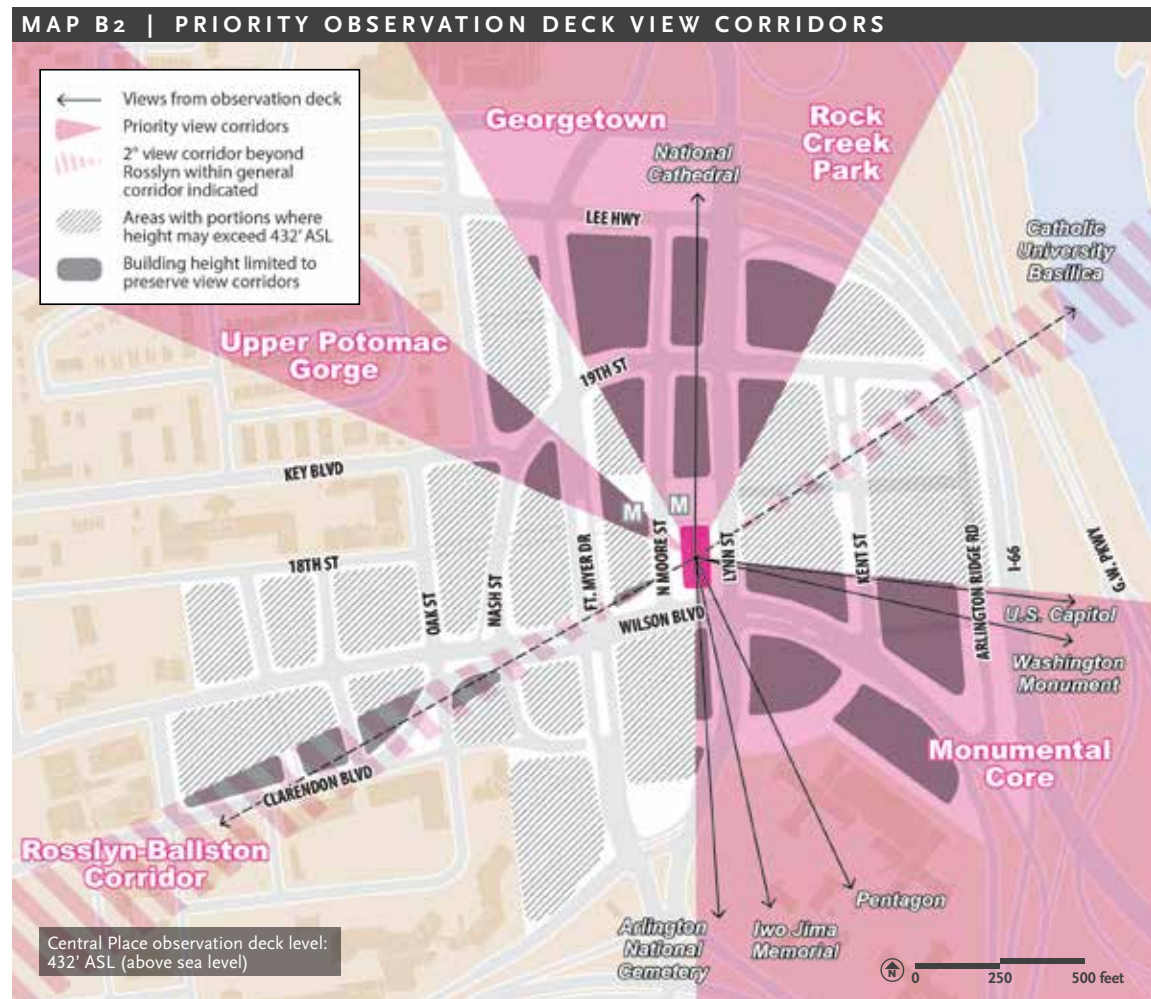 MAP B2 | PRIORITY OBSERVATION DECK VIEW CORRIDORS
Views from observation deck
Priority view corridors
2° view corridor beyond
Rosslyn within general
corridor indicated
Areas with portions where
height may exceed 432' ASL
Building height limited to
preserve view corridors
Georgetown
Rock
Creek
Park
National
Cathedral
LEE HWY
Catholic
University
Basilica
Upper Potomac
Gorge
19TH ST
KEY BLVD
M
M
18TH ST
OAK ST
NASH ST
FT. MYER DR
N MOORE ST
LYNN ST
KENT ST
ARLINGTON RIDGE RD
I-66
G.W. PKWY
WILSON BLVD
U.S. Capitol
Washington
Monument
Monumental
Core
CLARENDON BLVD
Rosslyn-Ballston
Corridor
Pentagon
Arlington
National
Cemetery
Iwo Jima
Memorial
Central Place observation deck level:
432' ASL (above sea level)
N
0 250 500 feet